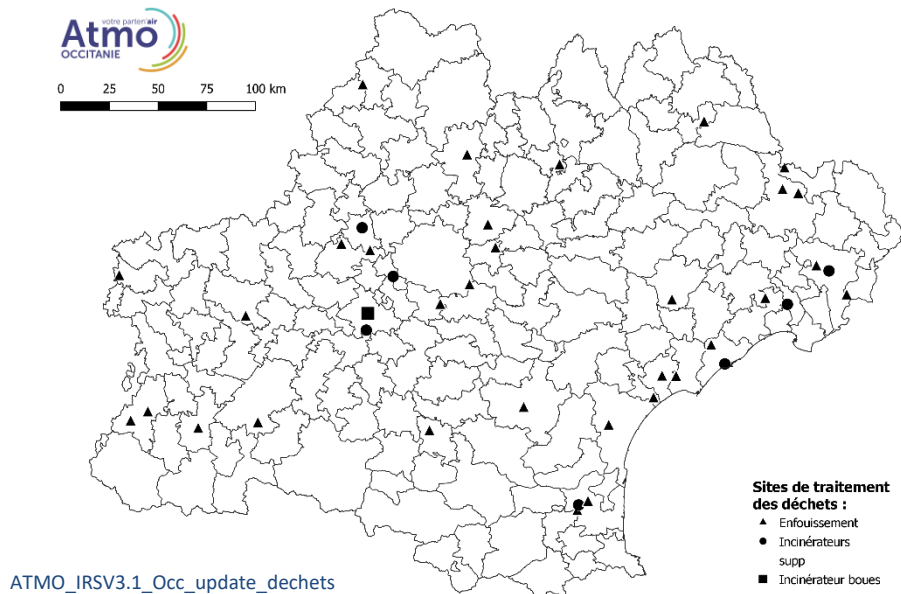 votre parten'air
Atmo
OCCITANIE
0 25 50 75 100 km
Sites de traitement
des déchets :
Enfouissement
Incinérateurs
supp
Incinérateur boues
ATMO_IRSV3.1_Occ_update_dechets